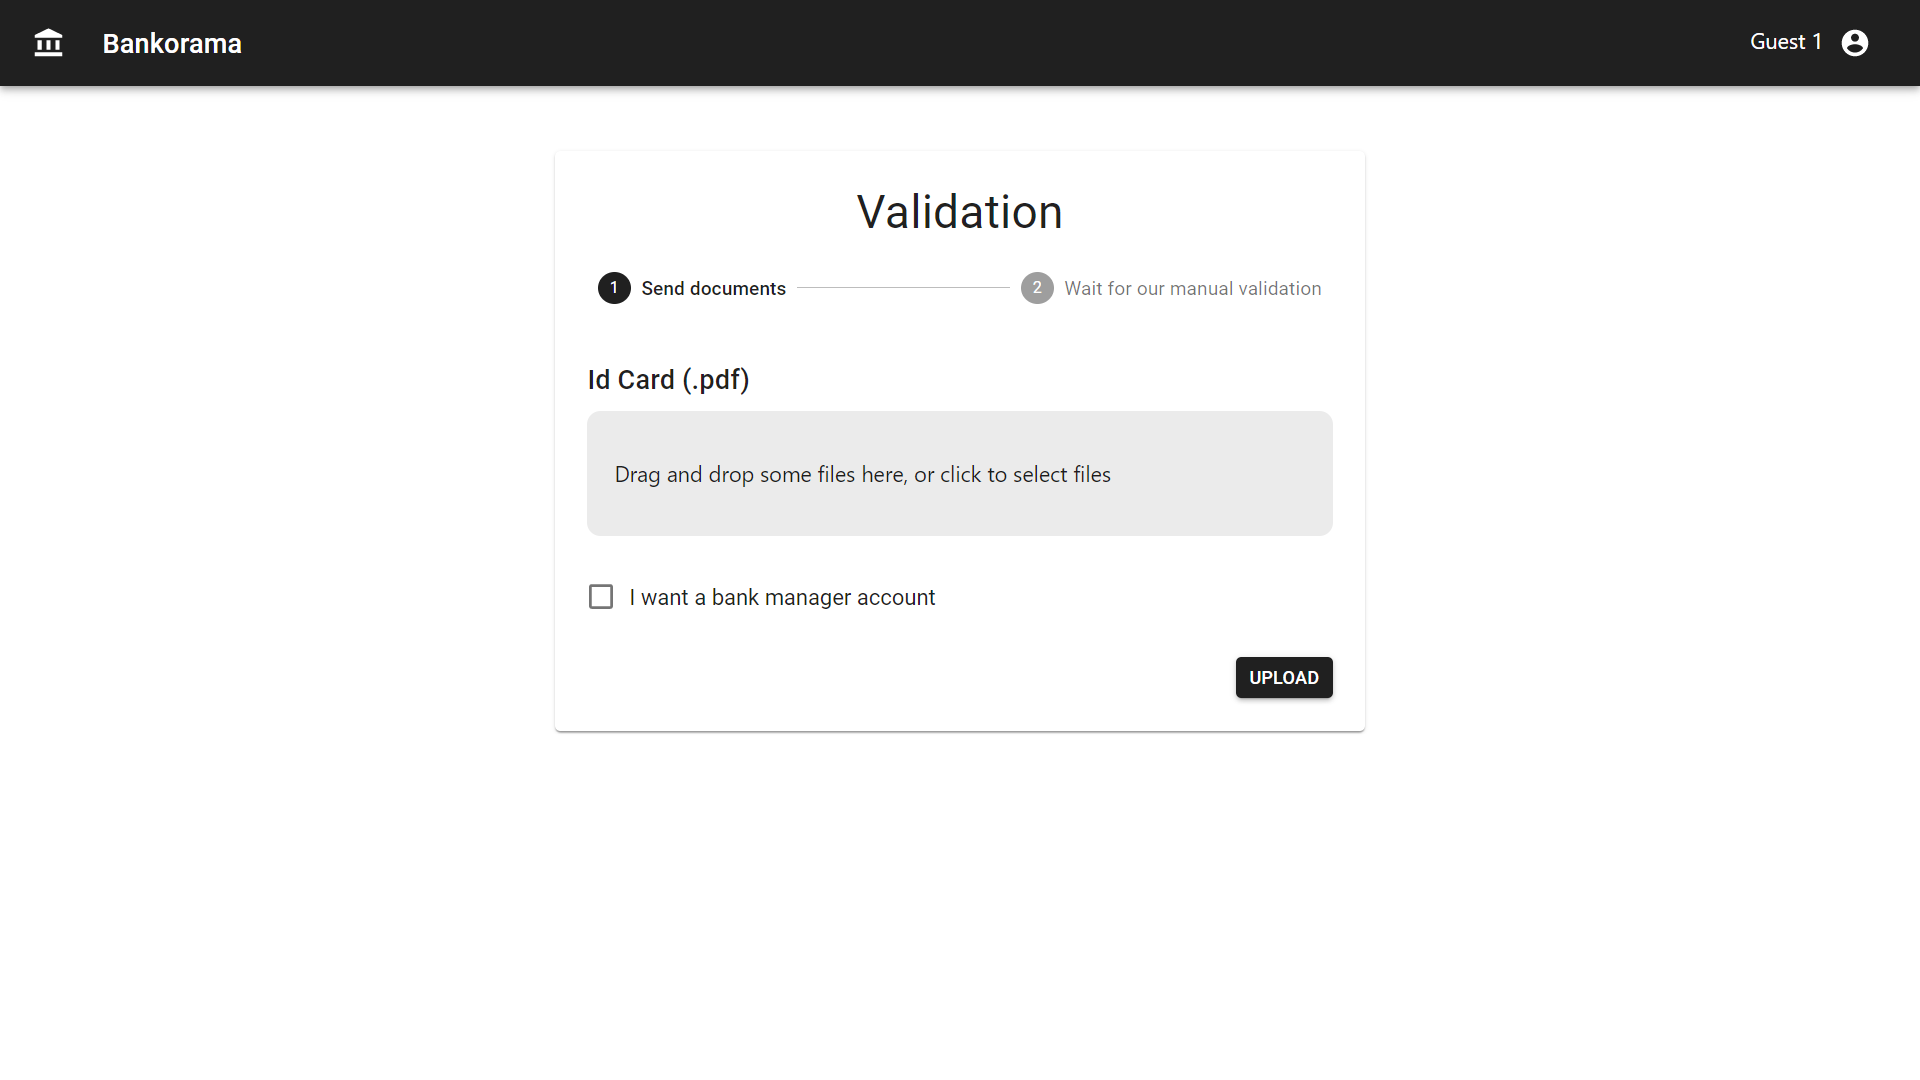 Bankorama
Guest 1
Validation
1 Send documents
2 Wait for our manual validation
Id Card (.pdf)
Drag and drop some files here, or click to select files
I want a bank manager account
UPLOAD